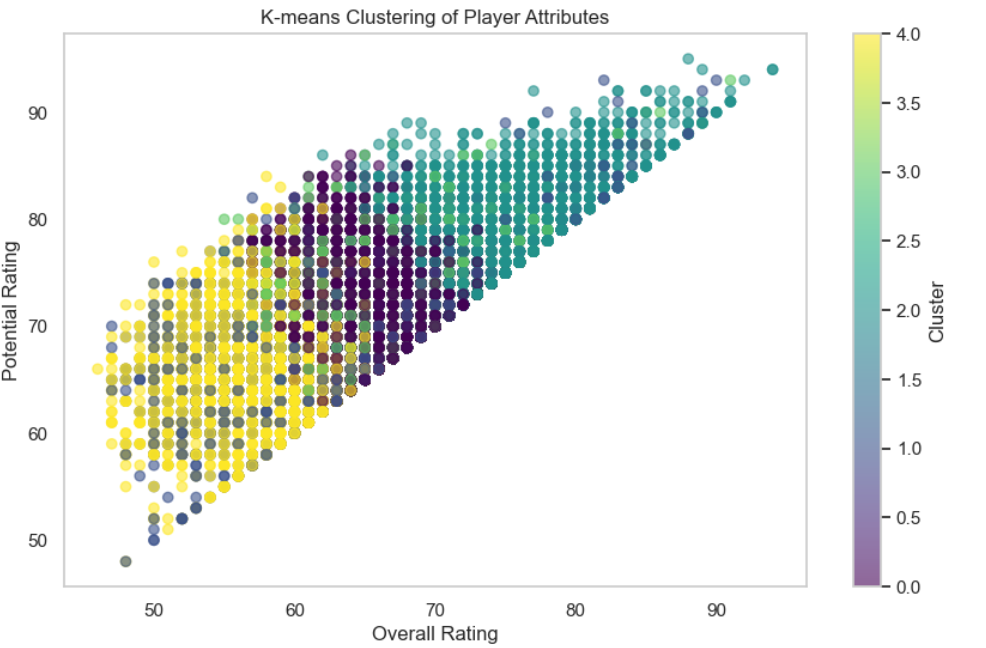 K-means Clustering of Player Attributes
4.0
3.5
3.0
2.5
2.0
1.5
1.0
0.5
0.0
Cluster
90
80
70
60
50
Potential Rating
50 60 70 80 90
Overall Rating